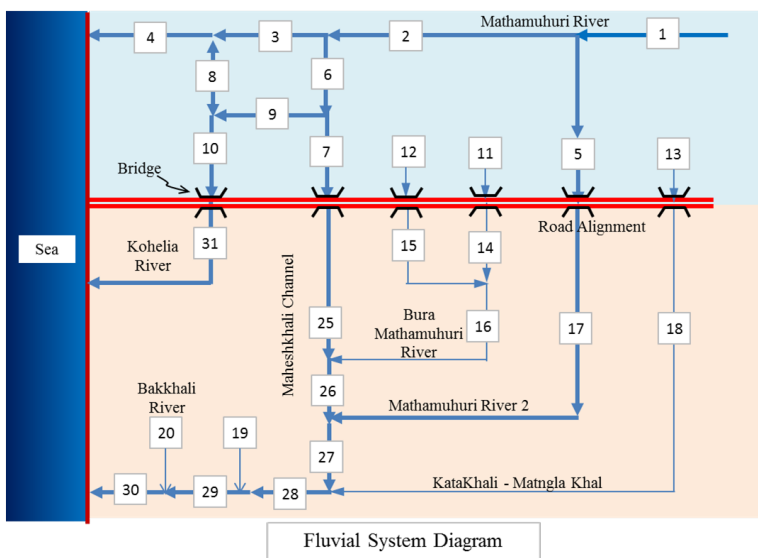 Mathamuhuri River
4
3
2
1
8
6
9
10
7
12
11
5
13
Bridge
Road Alignment
Sea
Kohelia
River
31
15
14
Maheshkhali Channel
25
Bura
Mathamuhuri
River
16
17
18
Bakkhali
River
26
Mathamuhuri River 2
20
19
27
30
29
28
KataKhali - Matngla Khal
Fluvial System Diagram